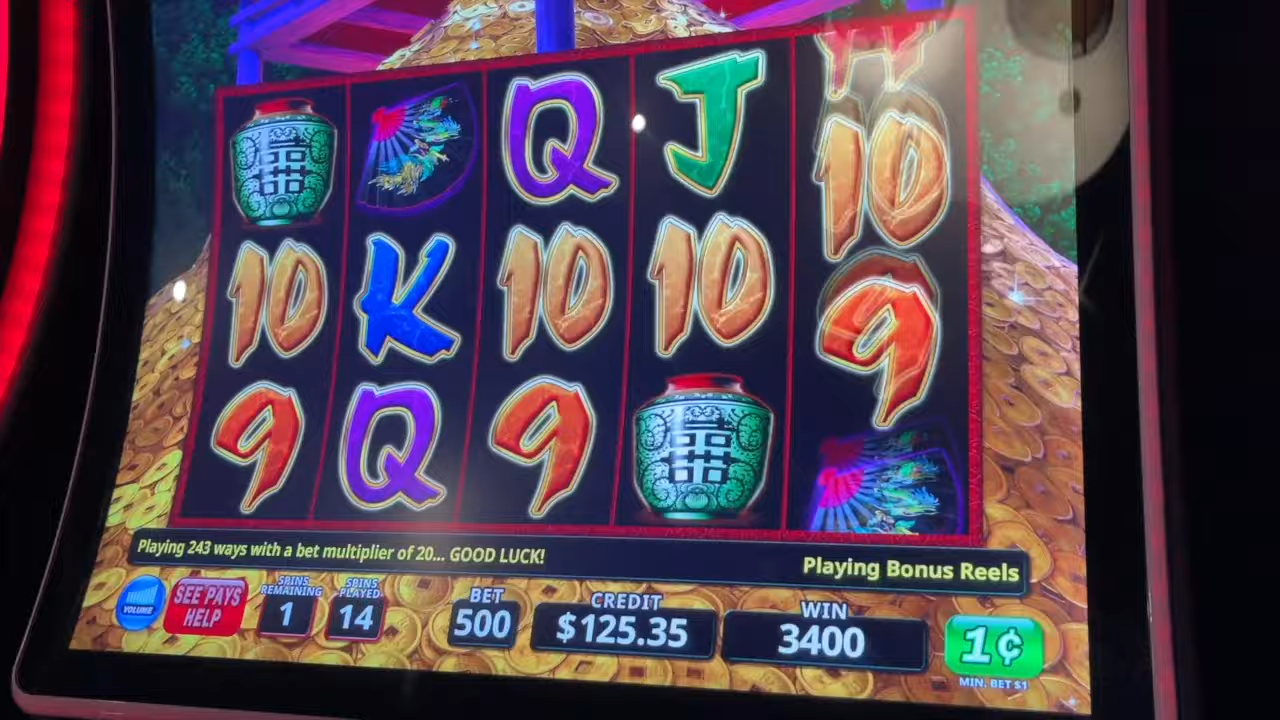 Q J
10
10 K 10 10
9
9 Q 9
Playing 243 ways with a bet multiplier of 20... GOOD LUCK!
Playing Bonus Reels
VOLUME
SEE PAYS
HELP
SPINS
REMAINING
1
SPINS
PLAYED
14
BET
500
CREDIT
$125.35
WIN
3400
1¢
MIN. BET $1